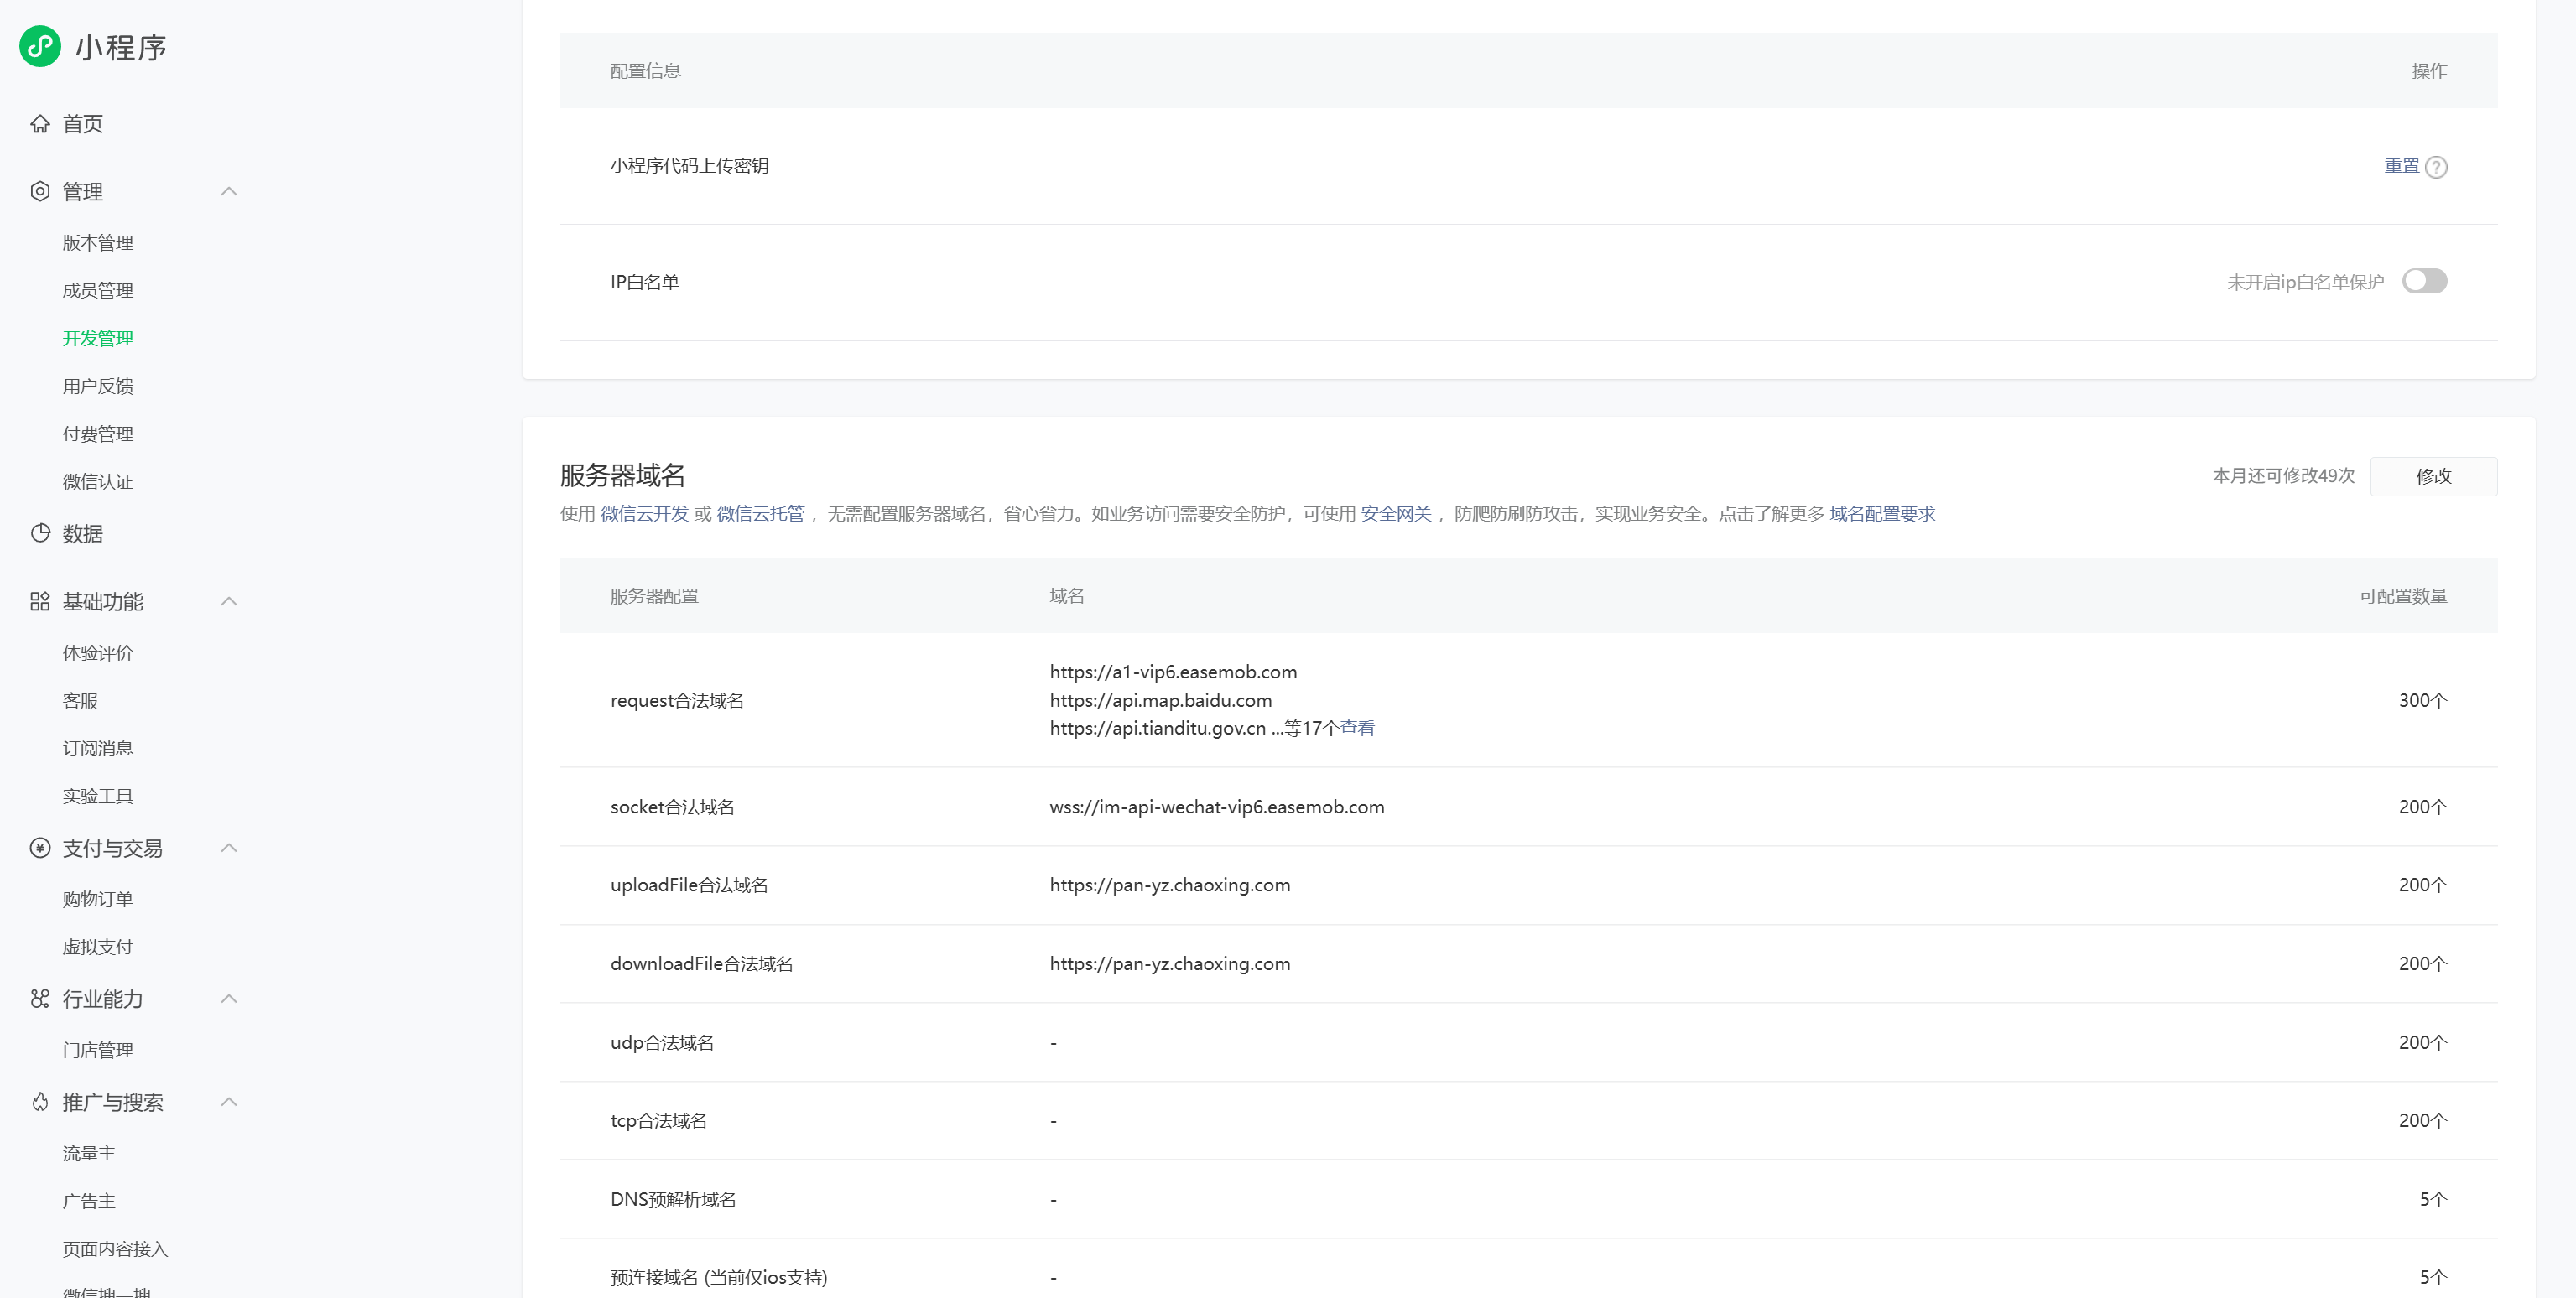 小程序
首页
管理
版本管理
成员管理
开发管理
用户反馈
付费管理
微信认证
数据
基础功能
体验评价
客服
订阅消息
实验工具
支付与交易
购物订单
虚拟支付
行业能力
门店管理
推广与搜索
流量主
广告主
页面内容接入
微信搜一搜
配置信息 操作
小程序代码上传密钥 重置 ?
IP白名单 未开启ip白名单保护
服务器域名 本月还可修改49次 修改
使用 微信云开发 或 微信云托管 ，无需配置服务器域名，省心省力。如业务访问需要安全防护，可使用 安全网关 ，防爬防刷防攻击，实现业务安全。点击了解更多 域名配置要求
服务器配置 域名 可配置数量
https://a1-vip6.easemob.com
request合法域名 https://api.map.baidu.com 300个
https://api.tianditu.gov.cn ...等17个查看
socket合法域名 wss://im-api-wechat-vip6.easemob.com 200个
uploadFile合法域名 https://pan-yz.chaoxing.com 200个
downloadFile合法域名 https://pan-yz.chaoxing.com 200个
udp合法域名 - 200个
tcp合法域名 - 200个
DNS预解析域名 - 5个
预连接域名 (当前仅ios支持) - 5个